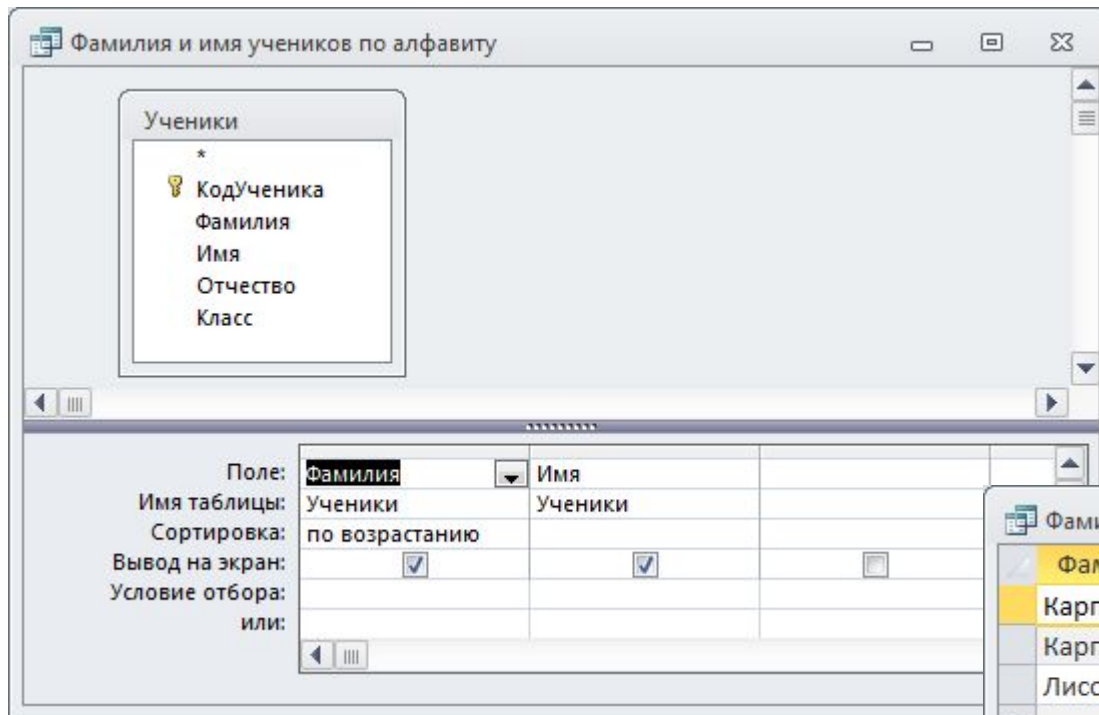 Фамилия и имя учеников по алфавиту
Ученики
*
КодУченика
Фамилия
Имя
Отчество
Класс
Поле: Фамилия Имя
Имя таблицы: Ученики Ученики
Сортировка: по возрастанию
Вывод на экран:
Условие отбора:
или: